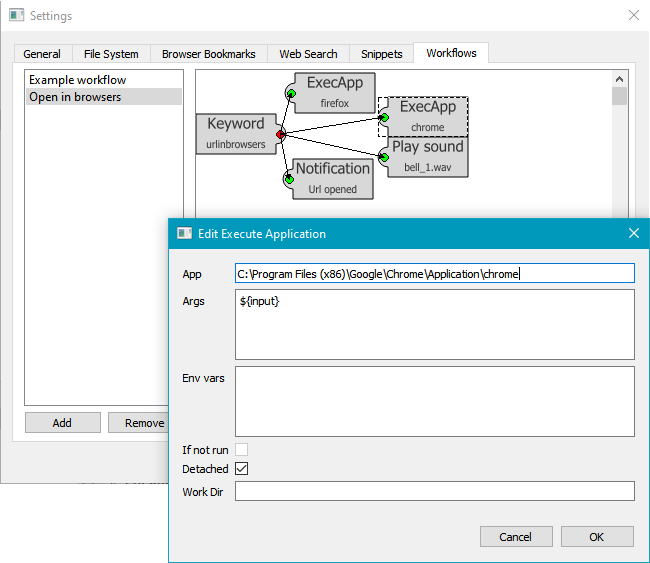 Settings
General File System Browser Bookmarks Web Search Snippets Workflows
Example workflow
Open in browsers
ExecApp
firefox
ExecApp
chrome
Keyword
urlinbrowsers
Play sound
bell_1.wav
Notification
Url opened
Add Remove
Edit Execute Application
App C:\Program Files (x86)\Google\Chrome\Application\chrome
Args ${input}
Env vars
If not run
Detached
Work Dir
Cancel OK